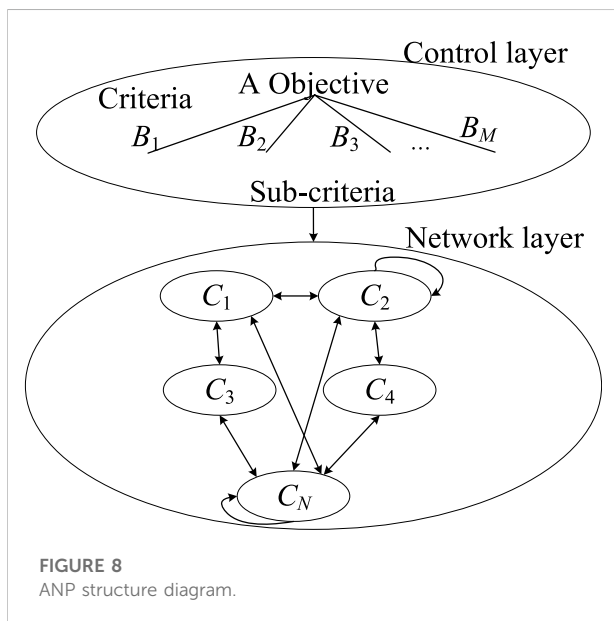 Control layer
A Objective
Criteria
B1 B2 B3 ... BM
Sub-criteria
Network layer
C1 C2
C3 C4
CN
FIGURE 8
ANP structure diagram.